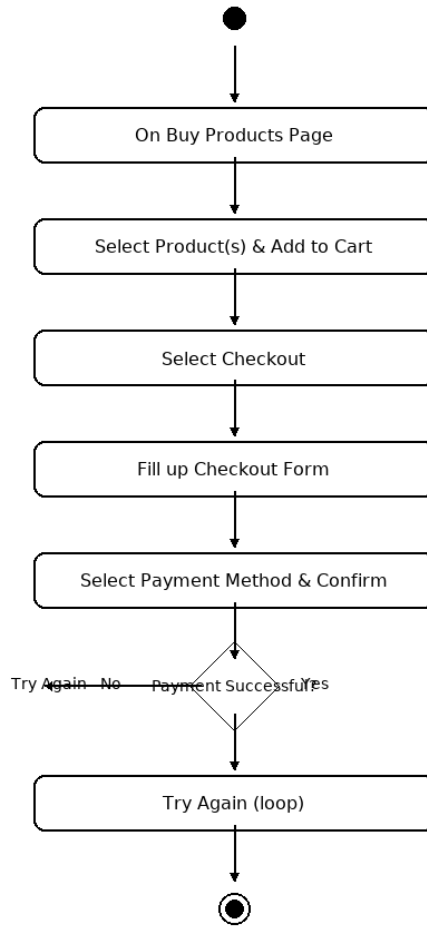 On Buy Products Page
Select Product(s) & Add to Cart
Select Checkout
Fill up Checkout Form
Select Payment Method & Confirm
Try Again No Payment Successful? Yes
Try Again (loop)